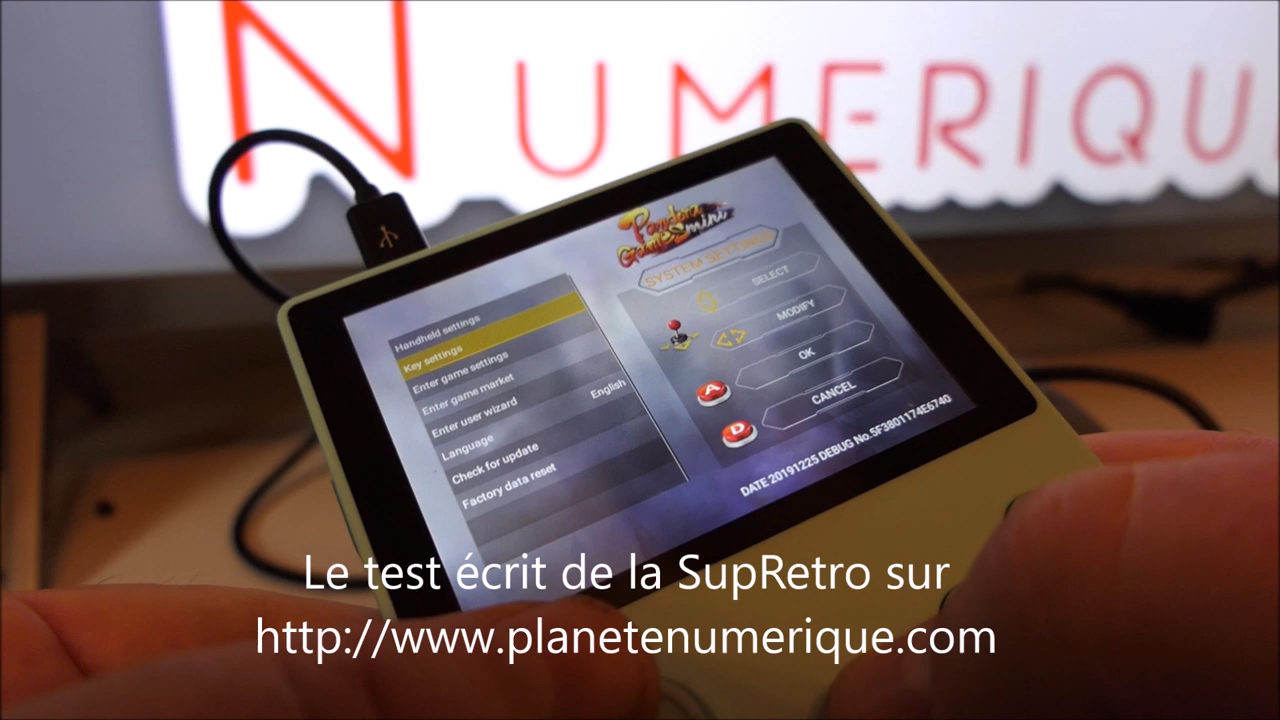 NUMERIQU
Pandora
Games mini
SYSTEM SETTINGS
SELECT
MODIFY
OK
CANCEL
A
D
Handheld settings
Key settings
Enter game settings
Enter game market
Enter user wizard
Language English
Check for update
Factory data reset
DATE 20191225 DEBUG No.5F3801174E6740
Le test écrit de la SupRetro sur
http://www.planetenumerique.com